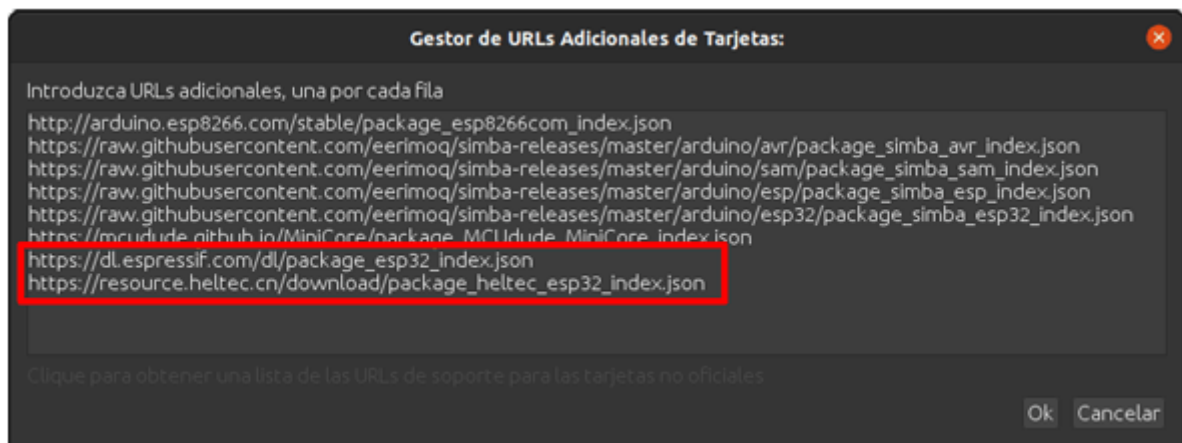 Gestor de URLs Adicionales de Tarjetas:
Introduzca URLs adicionales, una por cada fila
http://arduino.esp8266.com/stable/package_esp8266com_index.json
https://raw.githubusercontent.com/eerimoq/simba-releases/master/arduino/avr/package_simba_avr_index.json
https://raw.githubusercontent.com/eerimoq/simba-releases/master/arduino/sam/package_simba_sam_index.json
https://raw.githubusercontent.com/eerimoq/simba-releases/master/arduino/esp/package_simba_esp_index.json
https://raw.githubusercontent.com/eerimoq/simba-releases/master/arduino/esp32/package_simba_esp32_index.json
https://mcudude.github.io/MiniCore/package_MCUdude_MiniCore_index.json
https://dl.espressif.com/dl/package_esp32_index.json
https://resource.heltec.cn/download/package_heltec_esp32_index.json
Clique para obtener una lista de las URLs de soporte para las tarjetas no oficiales
Ok Cancelar